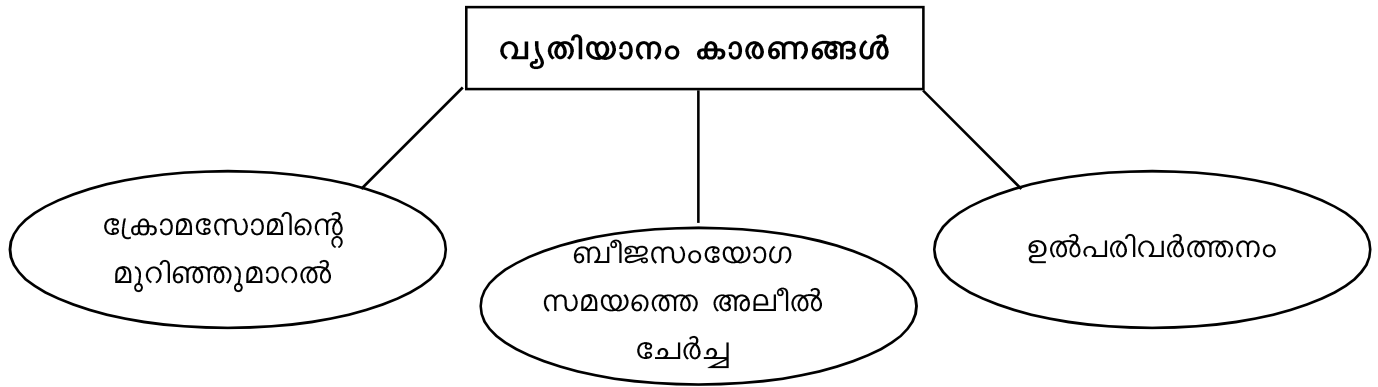 വ്യതിയാനം കാരണങ്ങൾ
ക്രോമസോമിന്റെ
മുറിഞ്ഞുമാറൽ
ബീജസംയോഗ
സമയത്തെ അലീൽ
ചേർച്ച
ഉൽപരിവർത്തനം